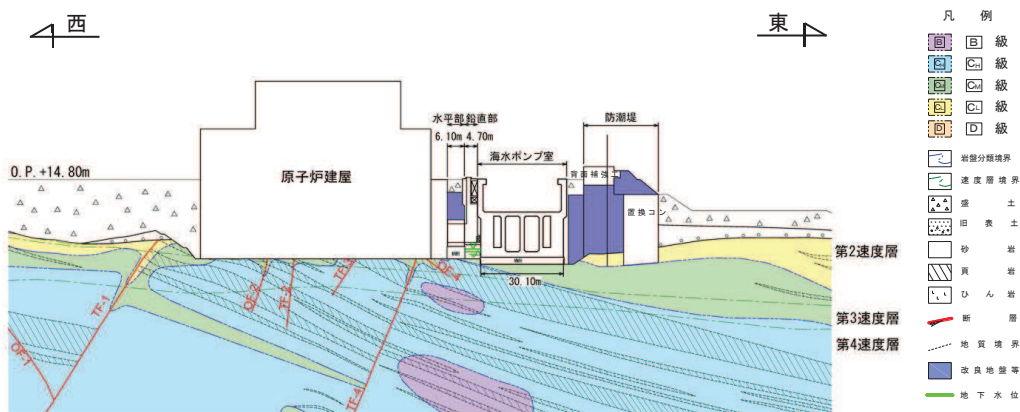 西
東
水平部 鉛直部
6.10m 4.70m
海水ポンプ室
防潮堤
O.P.+14.80m
原子炉建屋
背面補強工
置換コン
30.10m
第2速度層
第3速度層
第4速度層
TF-1
OF-1
OF-2
TF-2
TF-3
OF-4
TF-4
凡 例
B B 級
CH CH 級
CM CM 級
CL CL 級
D D 級
岩盤分類境界
速度層境界
盛 土
旧 表 土
砂 岩
頁 岩
ひ ん 岩
断 層
地 質 境 界
改 良 地 盤 等
地 下 水 位